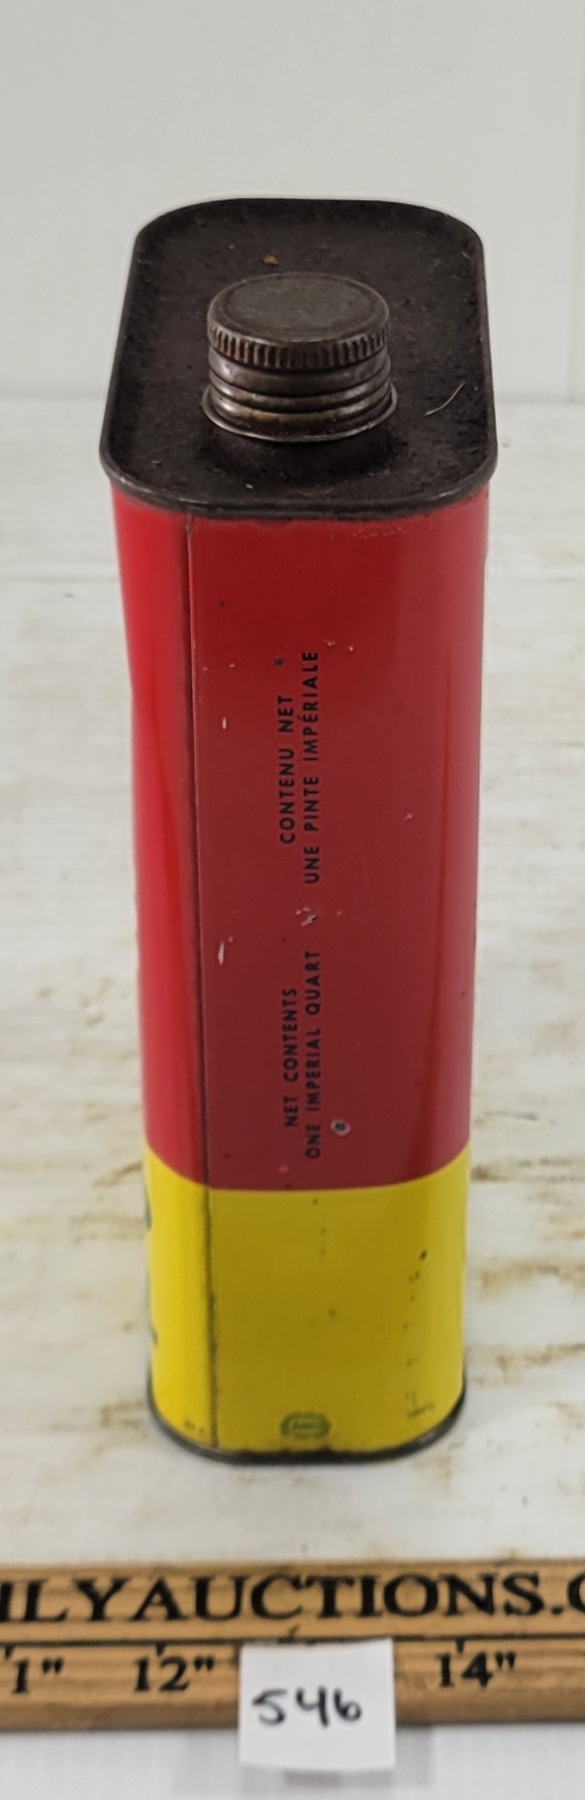 CONTENU NET
UNE PINTE IMPÉRIALE
NET CONTENTS
ONE IMPERIAL QUART
ILYAUCTIONS.C
1" 12" 14"
546